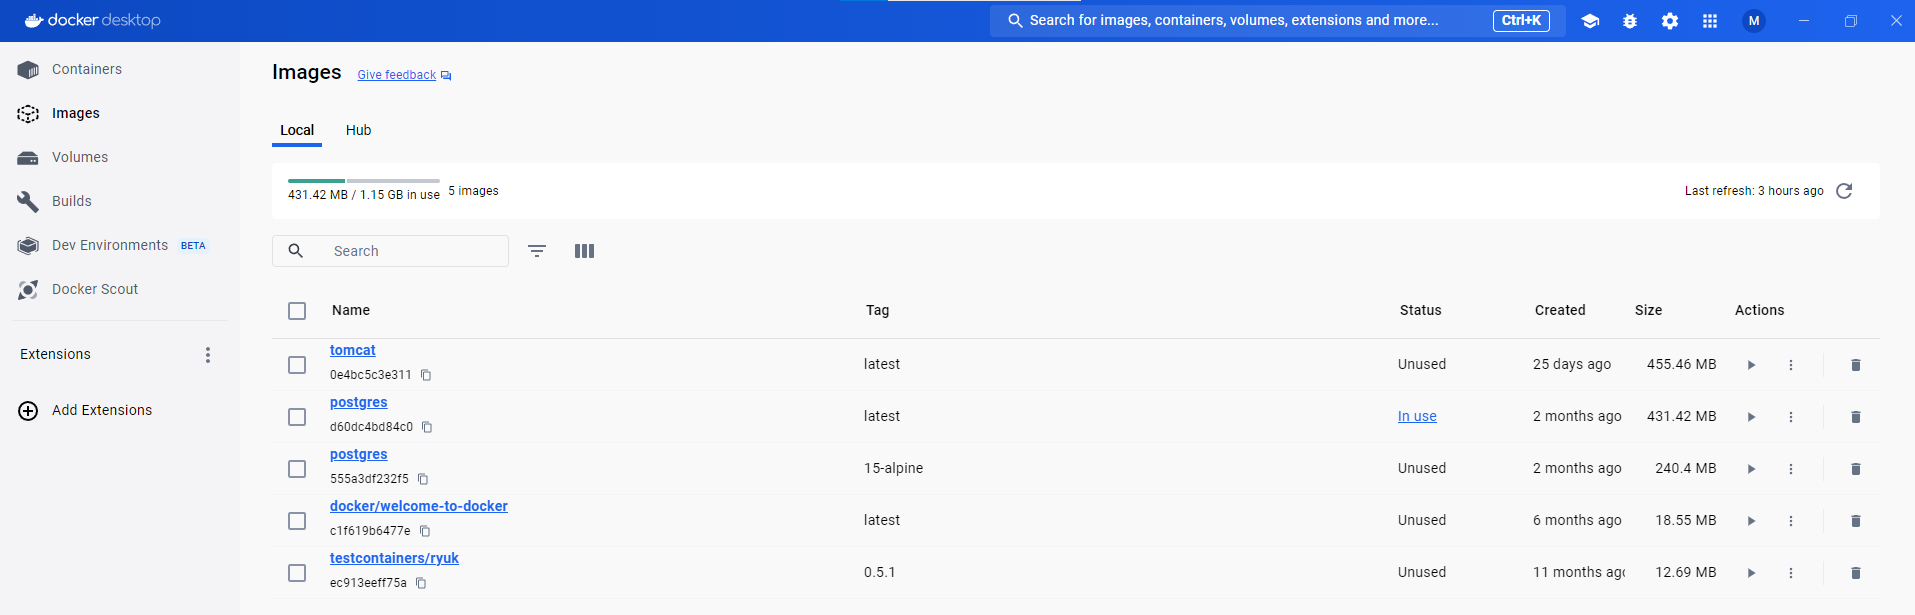 docker desktop
Search for images, containers, volumes, extensions and more...
Ctrl+K
M
Containers
Images
Volumes
Builds
Dev Environments BETA
Docker Scout
Extensions
Add Extensions
Images Give feedback
Local Hub
431.42 MB / 1.15 GB in use 5 images
Last refresh: 3 hours ago
Search
Name Tag Status Created Size Actions
tomcat
0e4bc5c3e311
latest Unused 25 days ago 455.46 MB
postgres
d60dc4bd84c0
latest In use 2 months ago 431.42 MB
postgres
555a3df232f5
15-alpine Unused 2 months ago 240.4 MB
docker/welcome-to-docker
c1f619b6477e
latest Unused 6 months ago 18.55 MB
testcontainers/ryuk
ec913eeff75a
0.5.1 Unused 11 months ago 12.69 MB